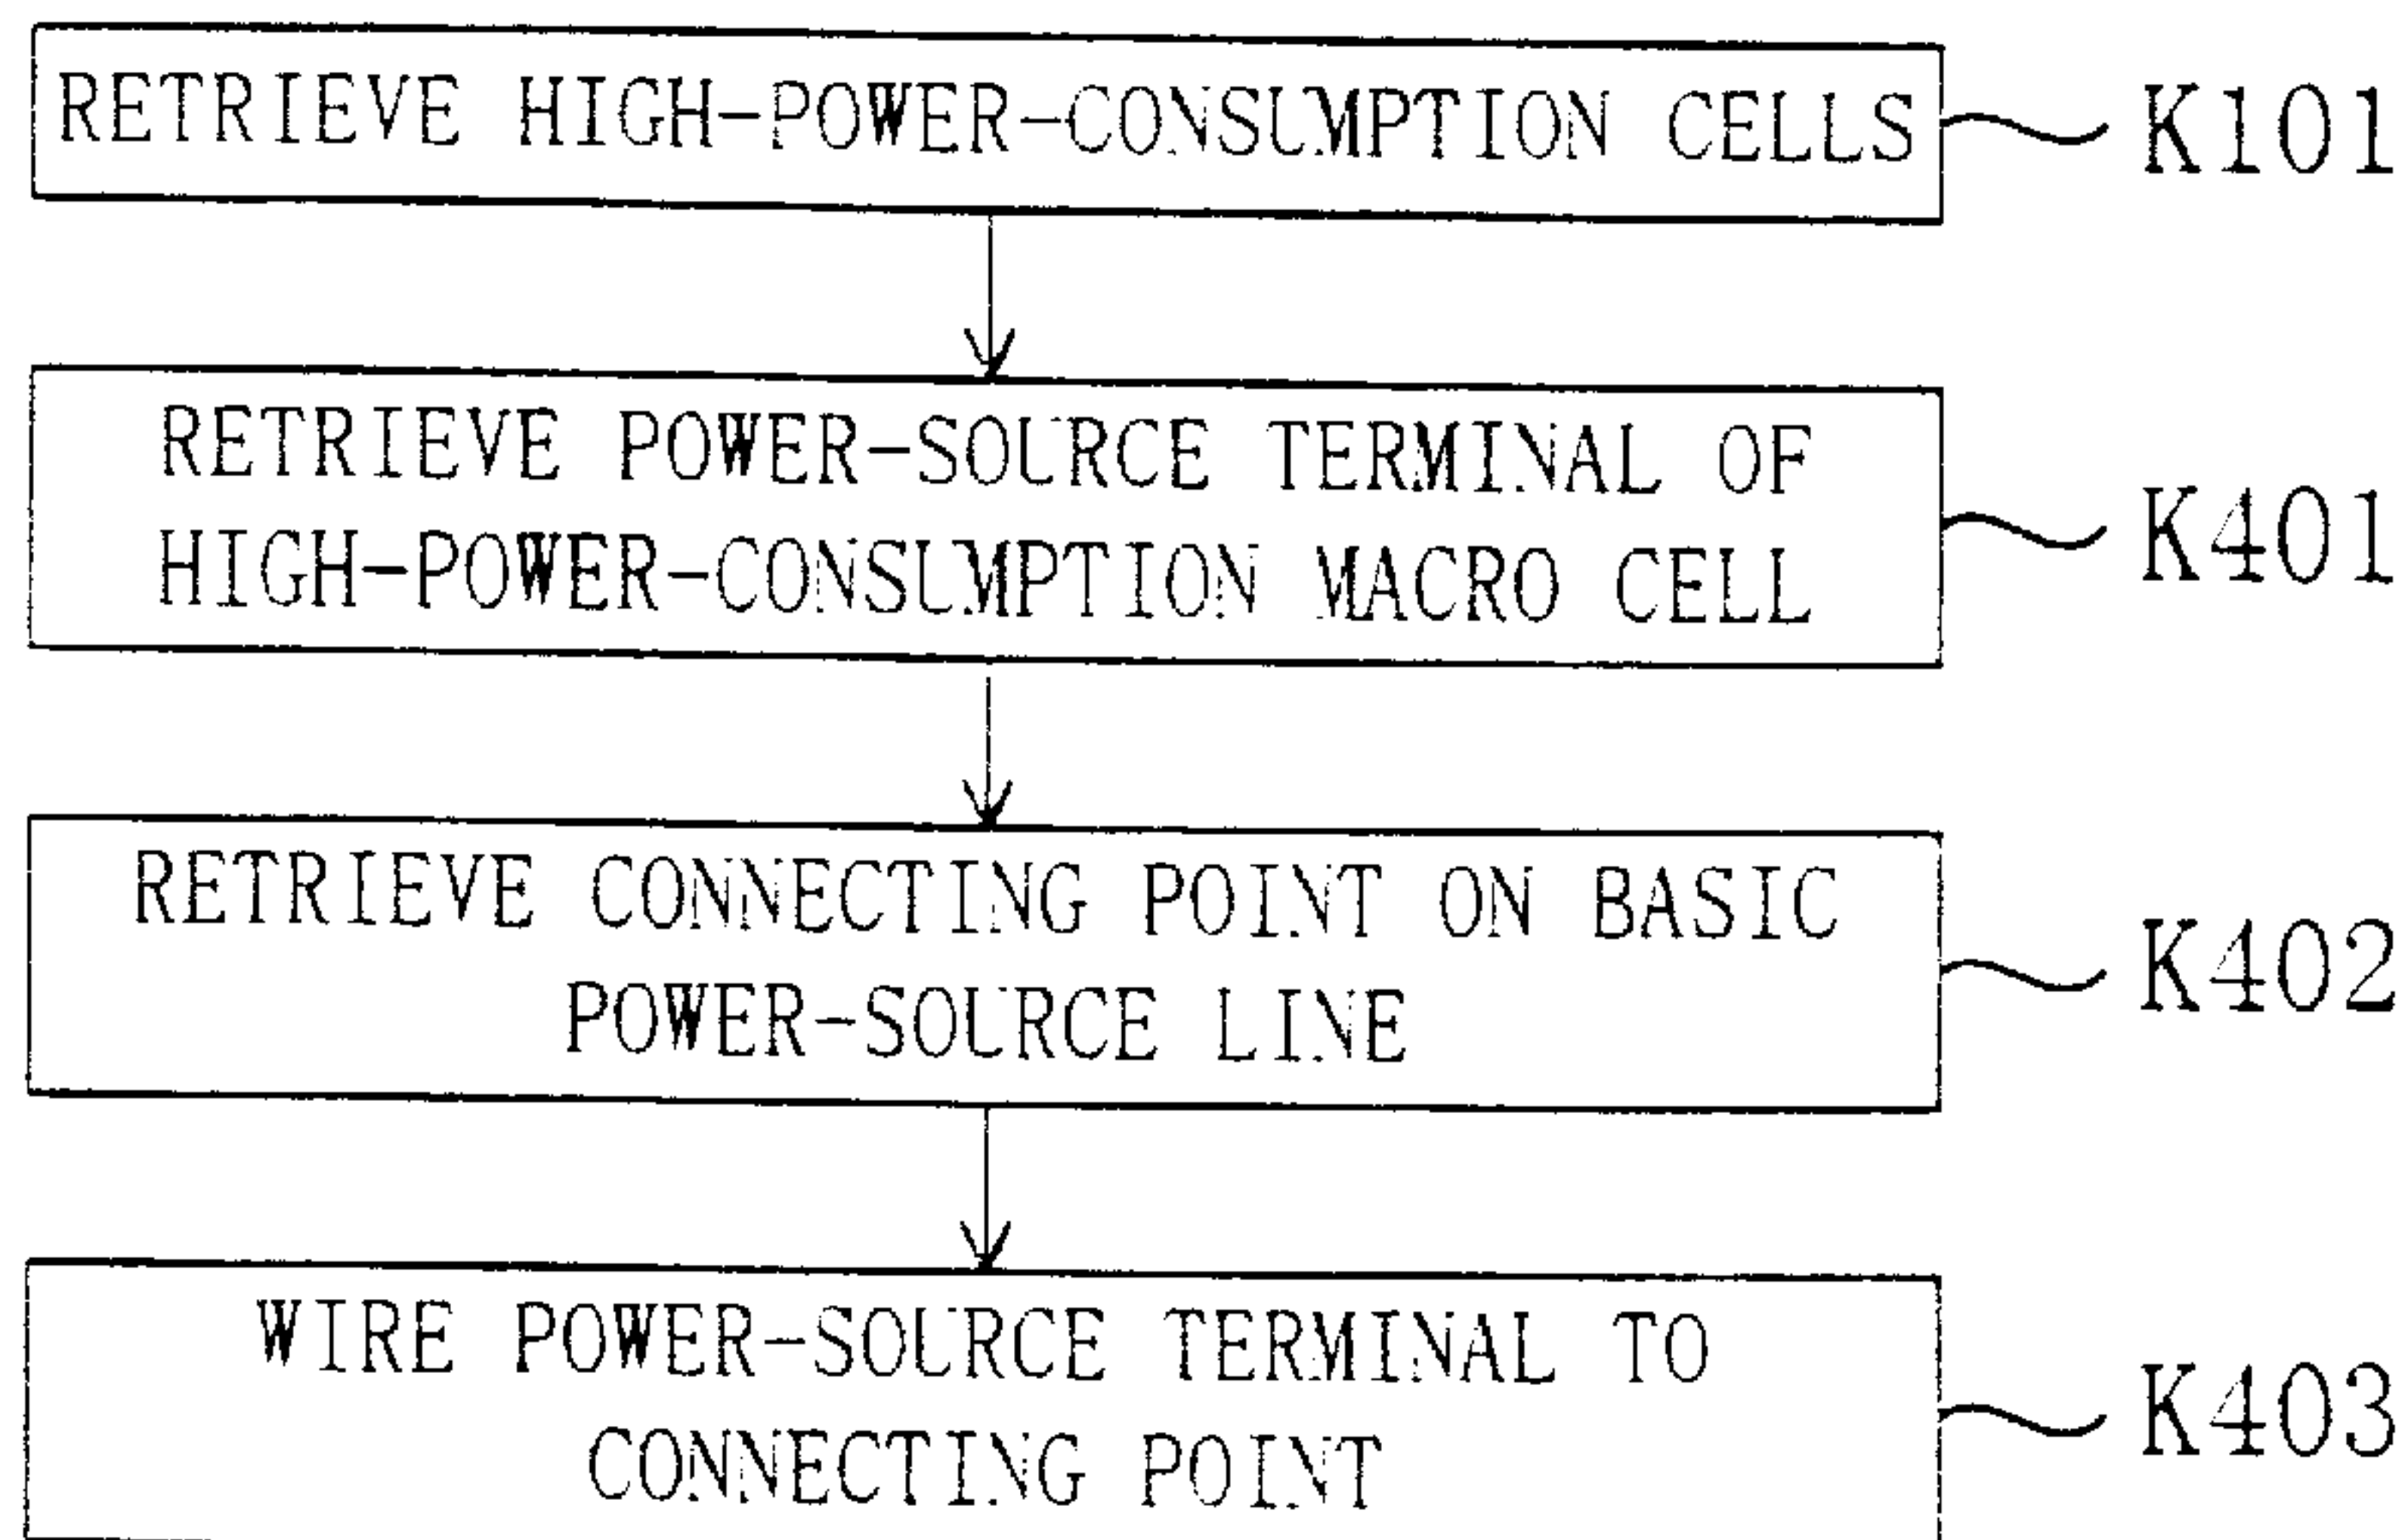 RETRIEVE HIGH-POWER-CONSUMPTION CELLS
K101
RETRIEVE POWER-SOURCE TERMINAL OF
HIGH-POWER-CONSUMPTION MACRO CELL
K401
RETRIEVE CONNECTING POINT ON BASIC
POWER-SOURCE LINE
K402
WIRE POWER-SOURCE TERMINAL TO
CONNECTING POINT
K403